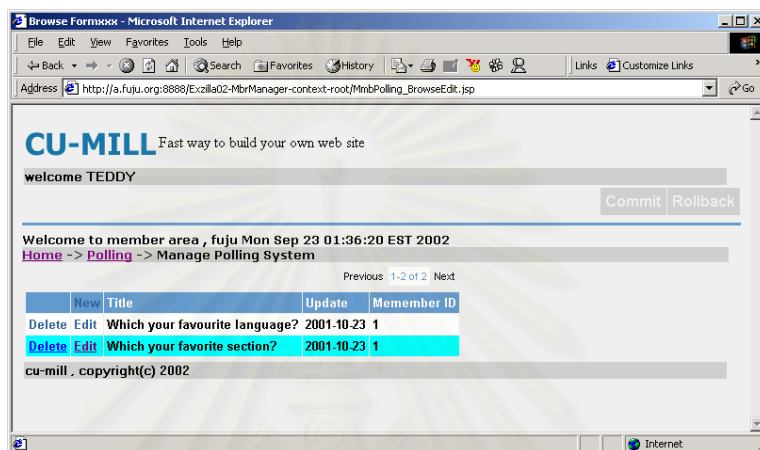 Browse Formxxx - Microsoft Internet Explorer
File Edit View Favorites Tools Help
Back Search Favorites History Links Customize Links
Address http://a.fuju.org:8888/Exzilla02-MbrManager-context-root/MmbPolling_BrowseEdit.jsp Go
CU-MILL Fast way to build your own web site
welcome TEDDY
Commit Rollback
Welcome to member area , fuju Mon Sep 23 01:36:20 EST 2002
Home -> Polling -> Manage Polling System
Previous 1-2 of 2 Next
New Title Update Memember ID
Delete Edit Which your favourite language? 2001-10-23 1
Delete Edit Which your favorite section? 2001-10-23 1
cu-mill , copyright(c) 2002
Internet